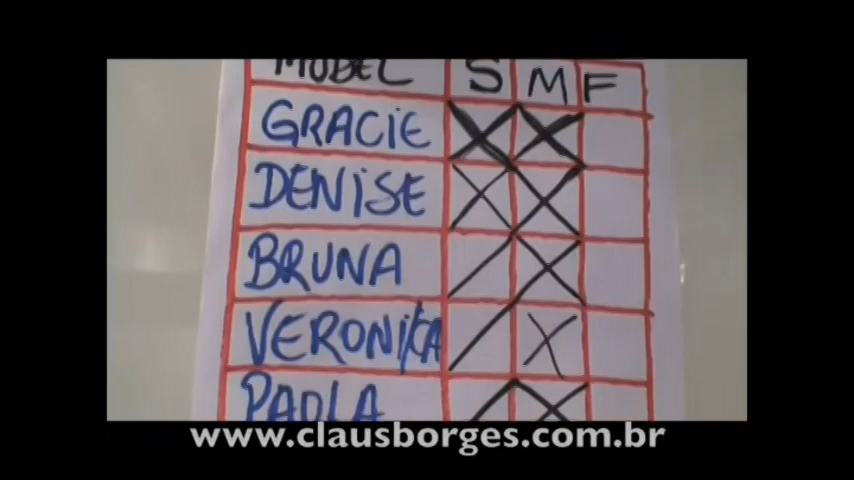 MODEL S M F
GRACIE X X
DENISE X X
BRUNA / X
VERONICA / X
PAOLA / X
www.clausborges.com.br